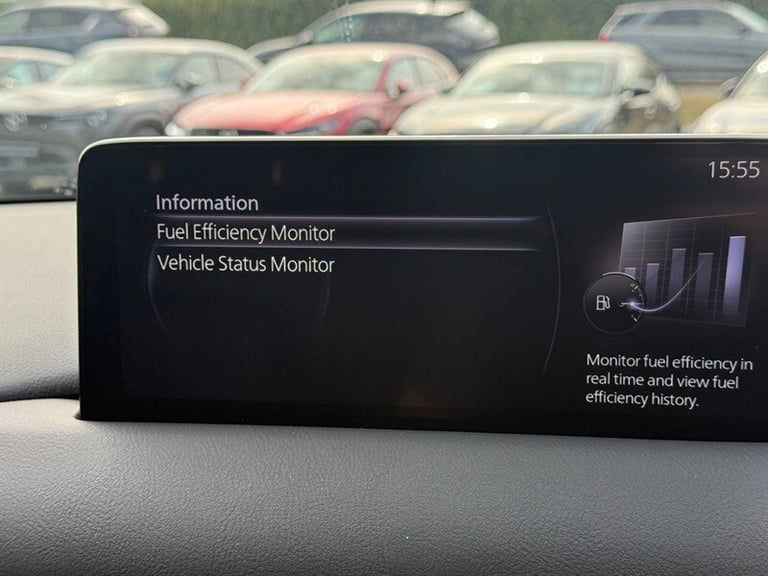 15:55
Information
Fuel Efficiency Monitor
Vehicle Status Monitor
Monitor fuel efficiency in
real time and view fuel
efficiency history.